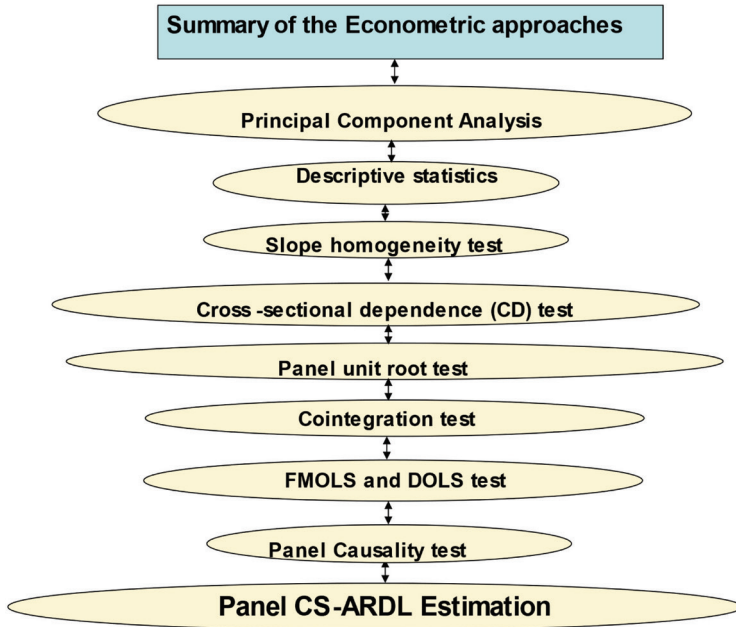 Summary of the Econometric approaches
Principal Component Analysis
Descriptive statistics
Slope homogeneity test
Cross-sectional dependence (CD) test
Panel unit root test
Cointegration test
FMOLS and DOLS test
Panel Causality test
Panel CS-ARDL Estimation